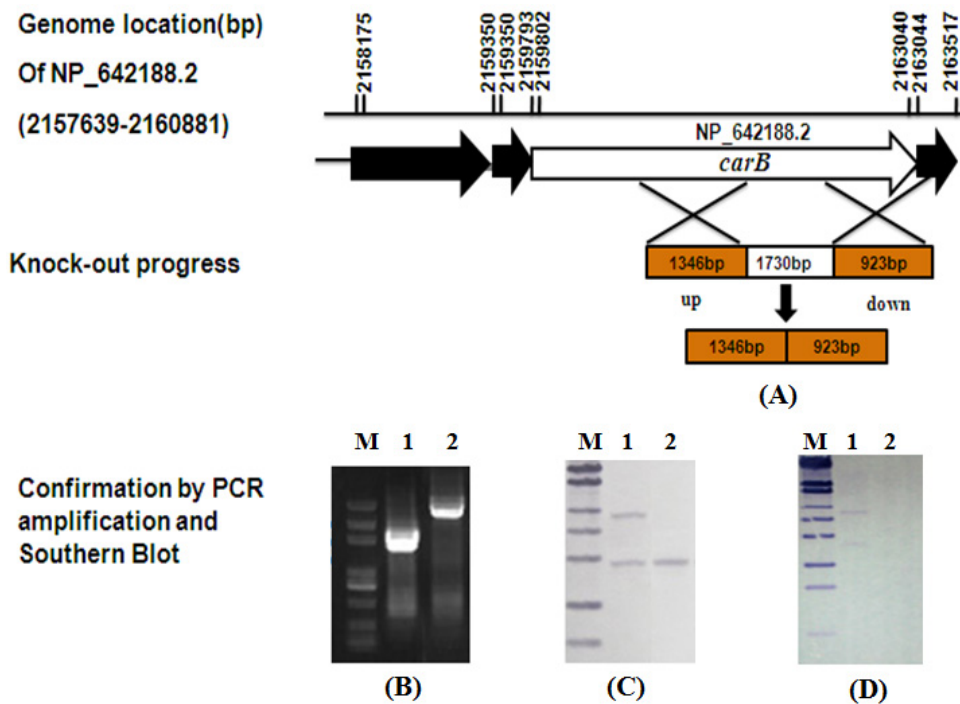 Genome location(bp)
Of NP_642188.2
(2157639-2160881)
2158175
2159350
2159350
2159793
2159802
2163040
2163044
2163517
NP_642188.2
carB
Knock-out progress
1346bp 1730bp 923bp
up down
1346bp 923bp
(A)
M 1 2 M 1 2 M 1 2
Confirmation by PCR
amplification and
Southern Blot
(B) (C) (D)